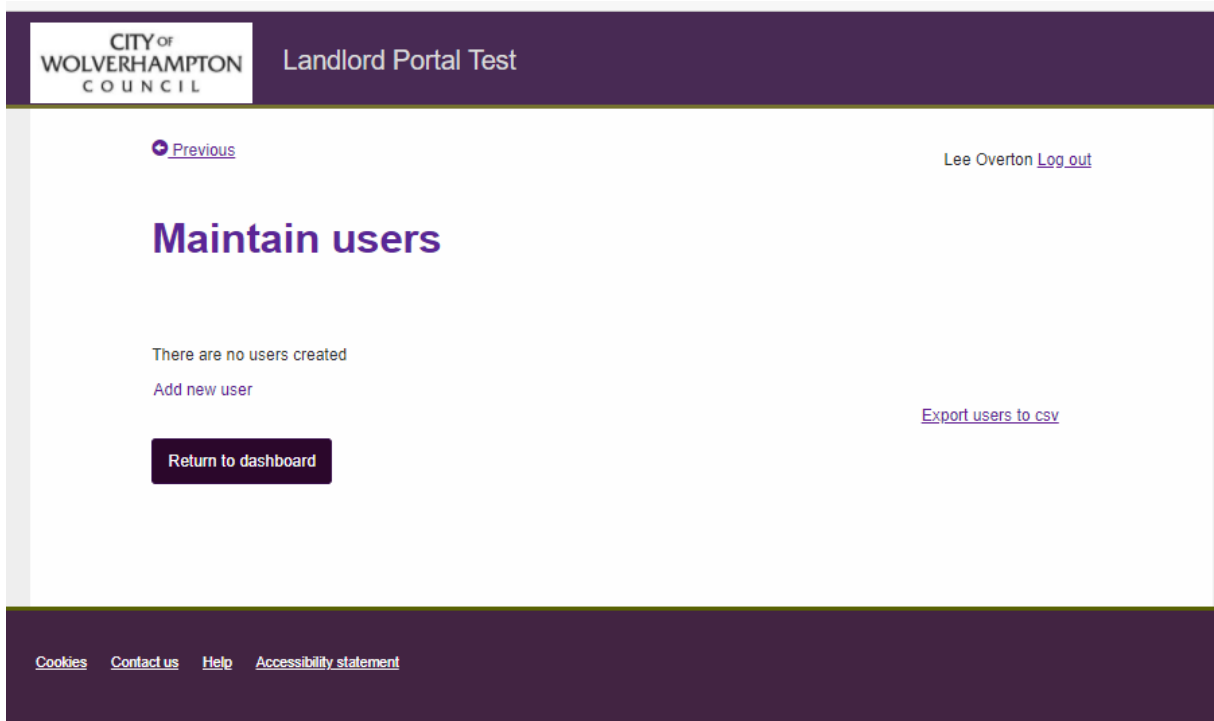 CITY OF
WOLVERHAMPTON
COUNCIL
Landlord Portal Test
Previous
Lee Overton Log out
Maintain users
There are no users created
Add new user
Export users to csv
Return to dashboard
Cookies Contact us Help Accessibility statement